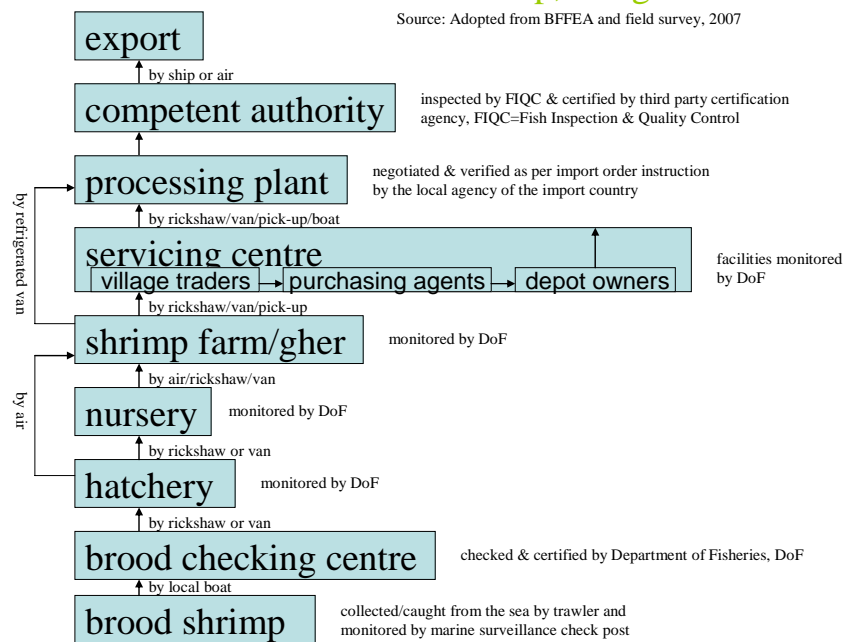 Source: Adopted from BFFEA and field survey, 2007
export
by ship or air
competent authority
inspected by FIQC & certified by third party certification
agency, FIQC=Fish Inspection & Quality Control
processing plant
negotiated & verified as per import order instruction
by the local agency of the import country
by refrigerated van
by rickshaw/van/pick-up/boat
servicing centre
village traders
purchasing agents
depot owners
facilities monitored
by DoF
by rickshaw/van/pick-up
shrimp farm/gher
monitored by DoF
by air
by air/rickshaw/van
nursery
monitored by DoF
by rickshaw or van
hatchery
monitored by DoF
by rickshaw or van
brood checking centre
checked & certified by Department of Fisheries, DoF
by local boat
brood shrimp
collected/caught from the sea by trawler and
monitored by marine surveillance check post